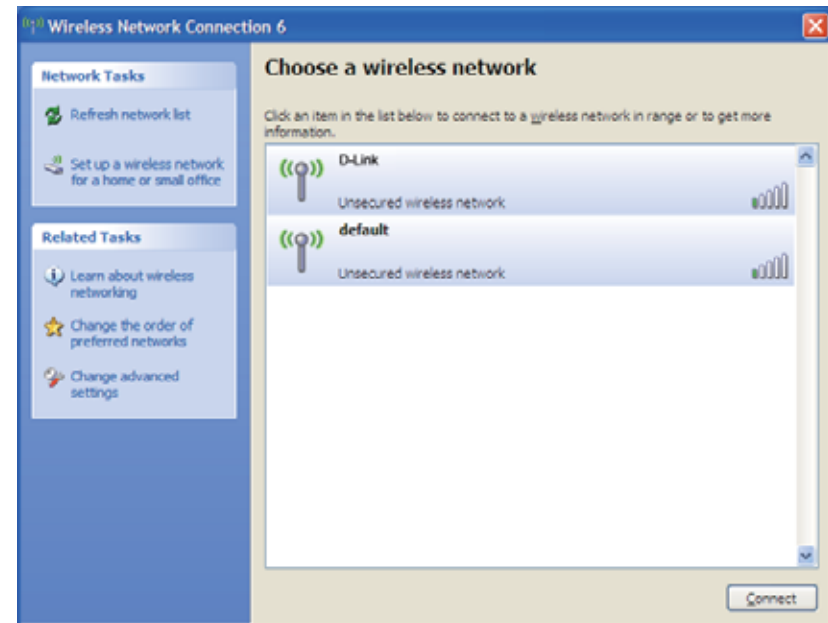 Wireless Network Connection 6
Network Tasks
Refresh network list
Set up a wireless network
for a home or small office
Related Tasks
Learn about wireless
networking
Change the order of
preferred networks
Change advanced
settings
Choose a wireless network
Click an item in the list below to connect to a wireless network in range or to get more
information.
D-Link
Unsecured wireless network
default
Unsecured wireless network
Connect